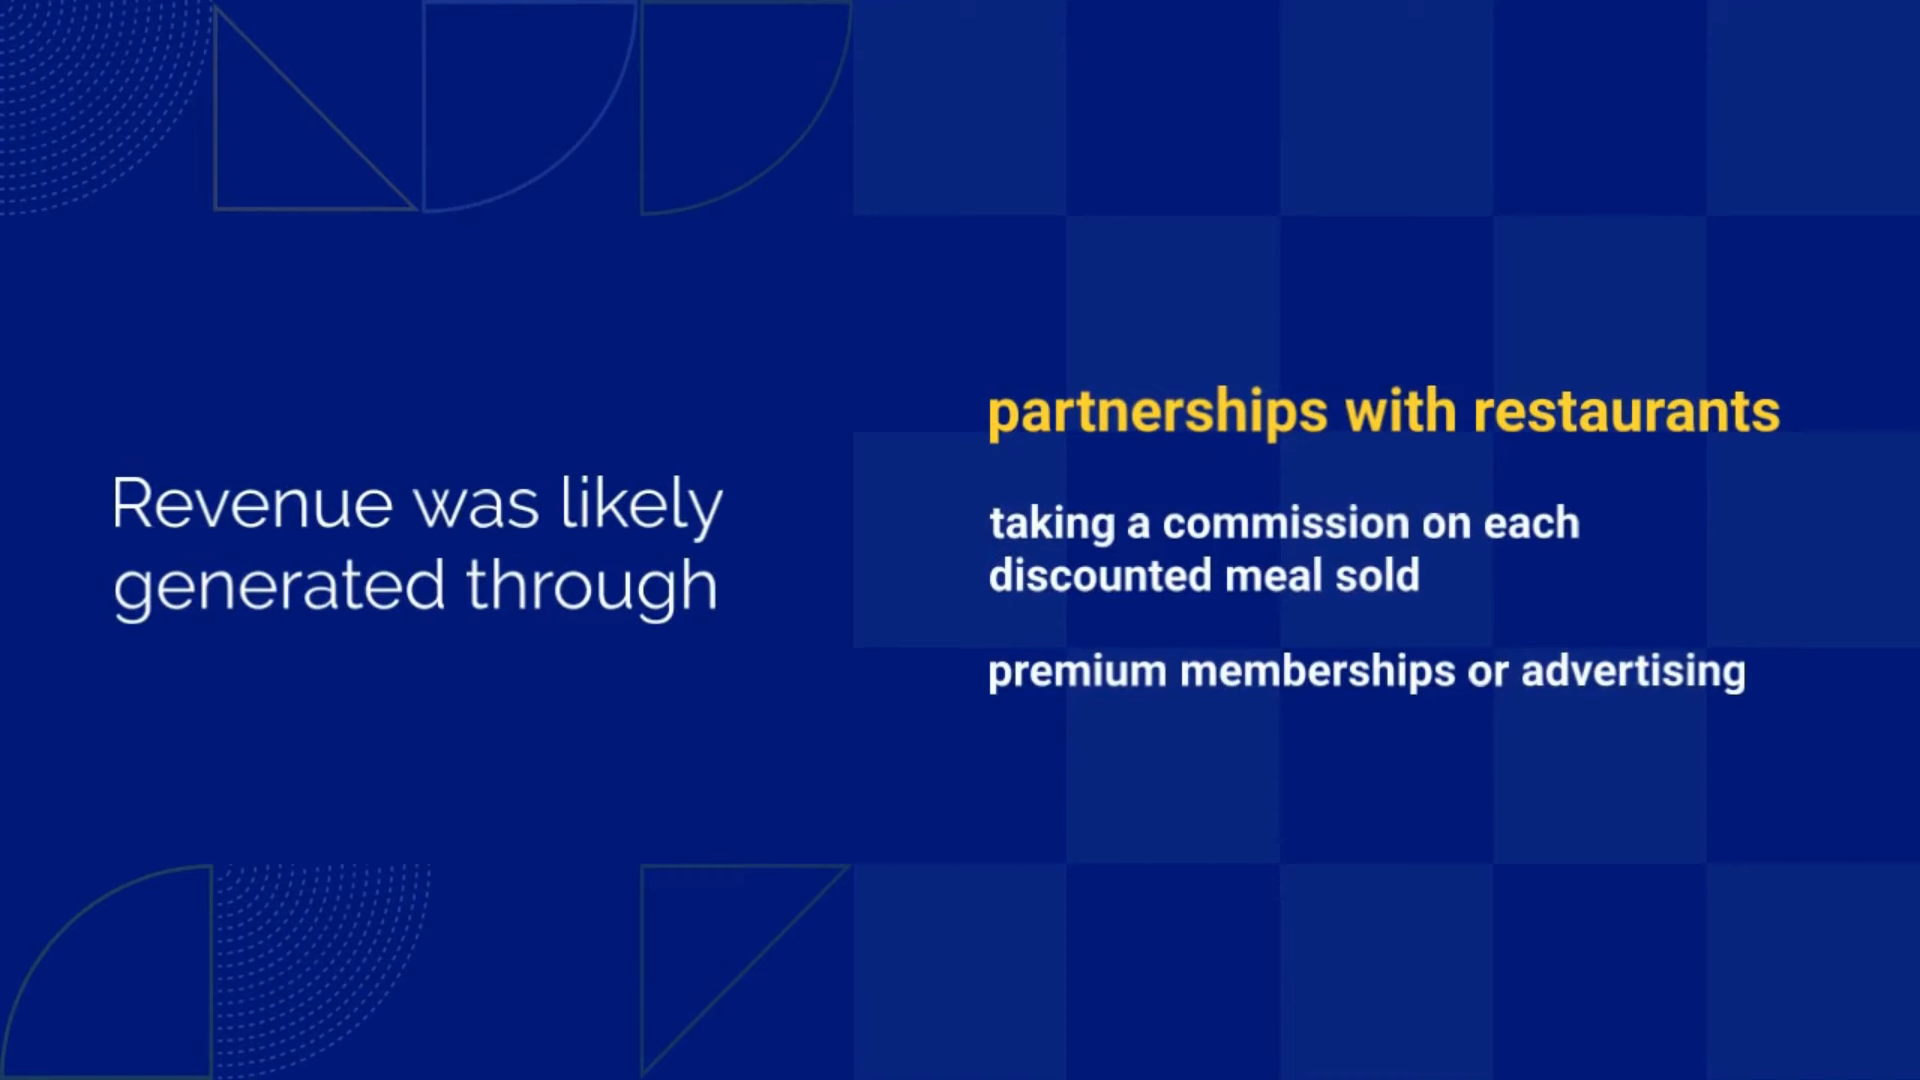 Revenue was likely
generated through
partnerships with restaurants
taking a commission on each
discounted meal sold
premium memberships or advertising